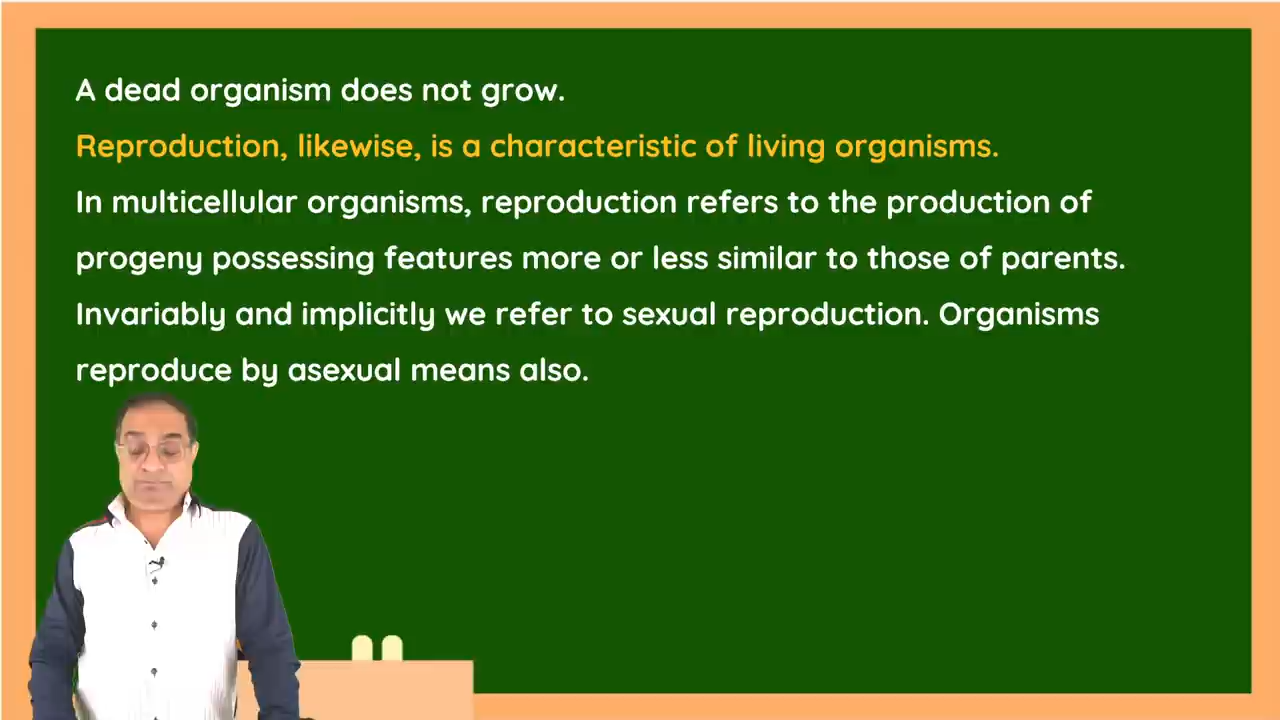 A dead organism does not grow.
Reproduction, likewise, is a characteristic of living organisms.
In multicellular organisms, reproduction refers to the production of
progeny possessing features more or less similar to those of parents.
Invariably and implicitly we refer to sexual reproduction. Organisms
reproduce by asexual means also.